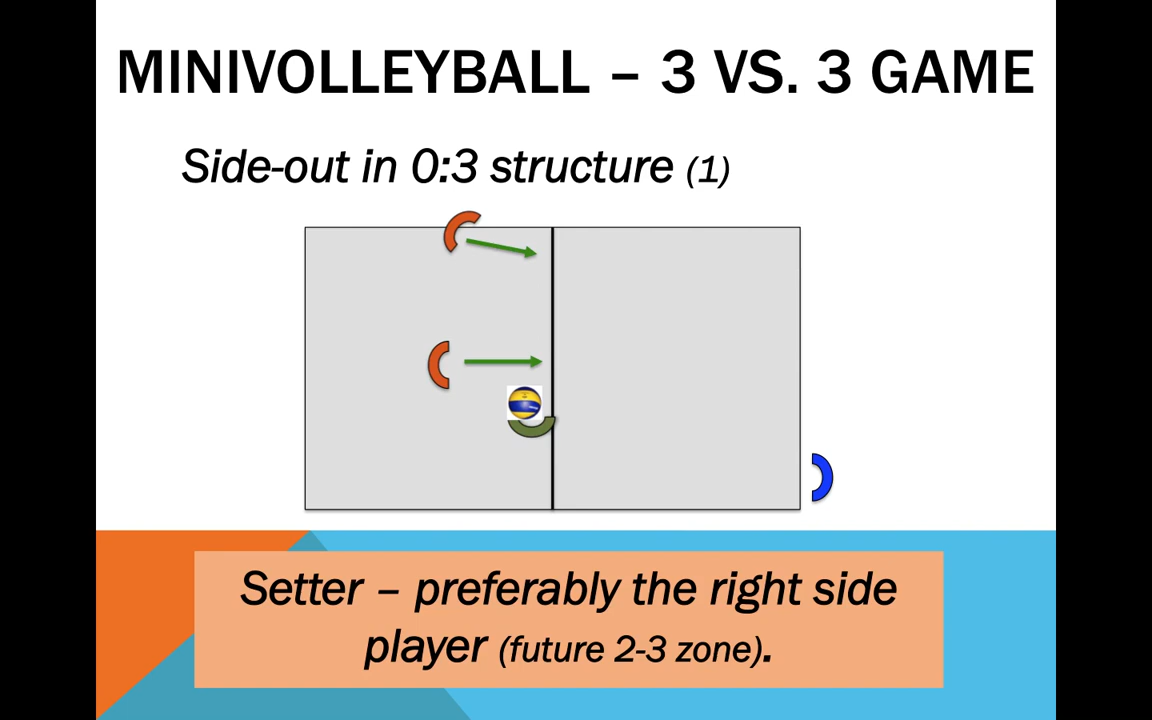 MINIVOLLEYBALL – 3 VS. 3 GAME
Side-out in 0:3 structure (1)
Setter – preferably the right side
player (future 2-3 zone).